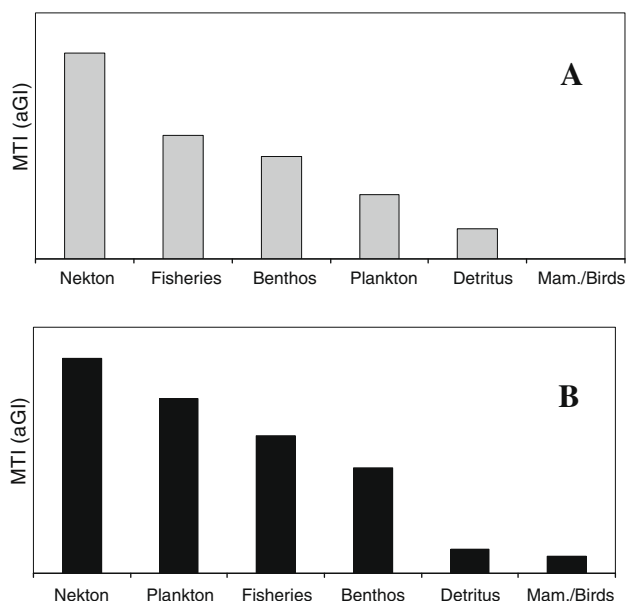 A
MTI (aGI)
Nekton Fisheries Benthos Plankton Detritus Mam./Birds
B
MTI (aGI)
Nekton Plankton Fisheries Benthos Detritus Mam./Birds